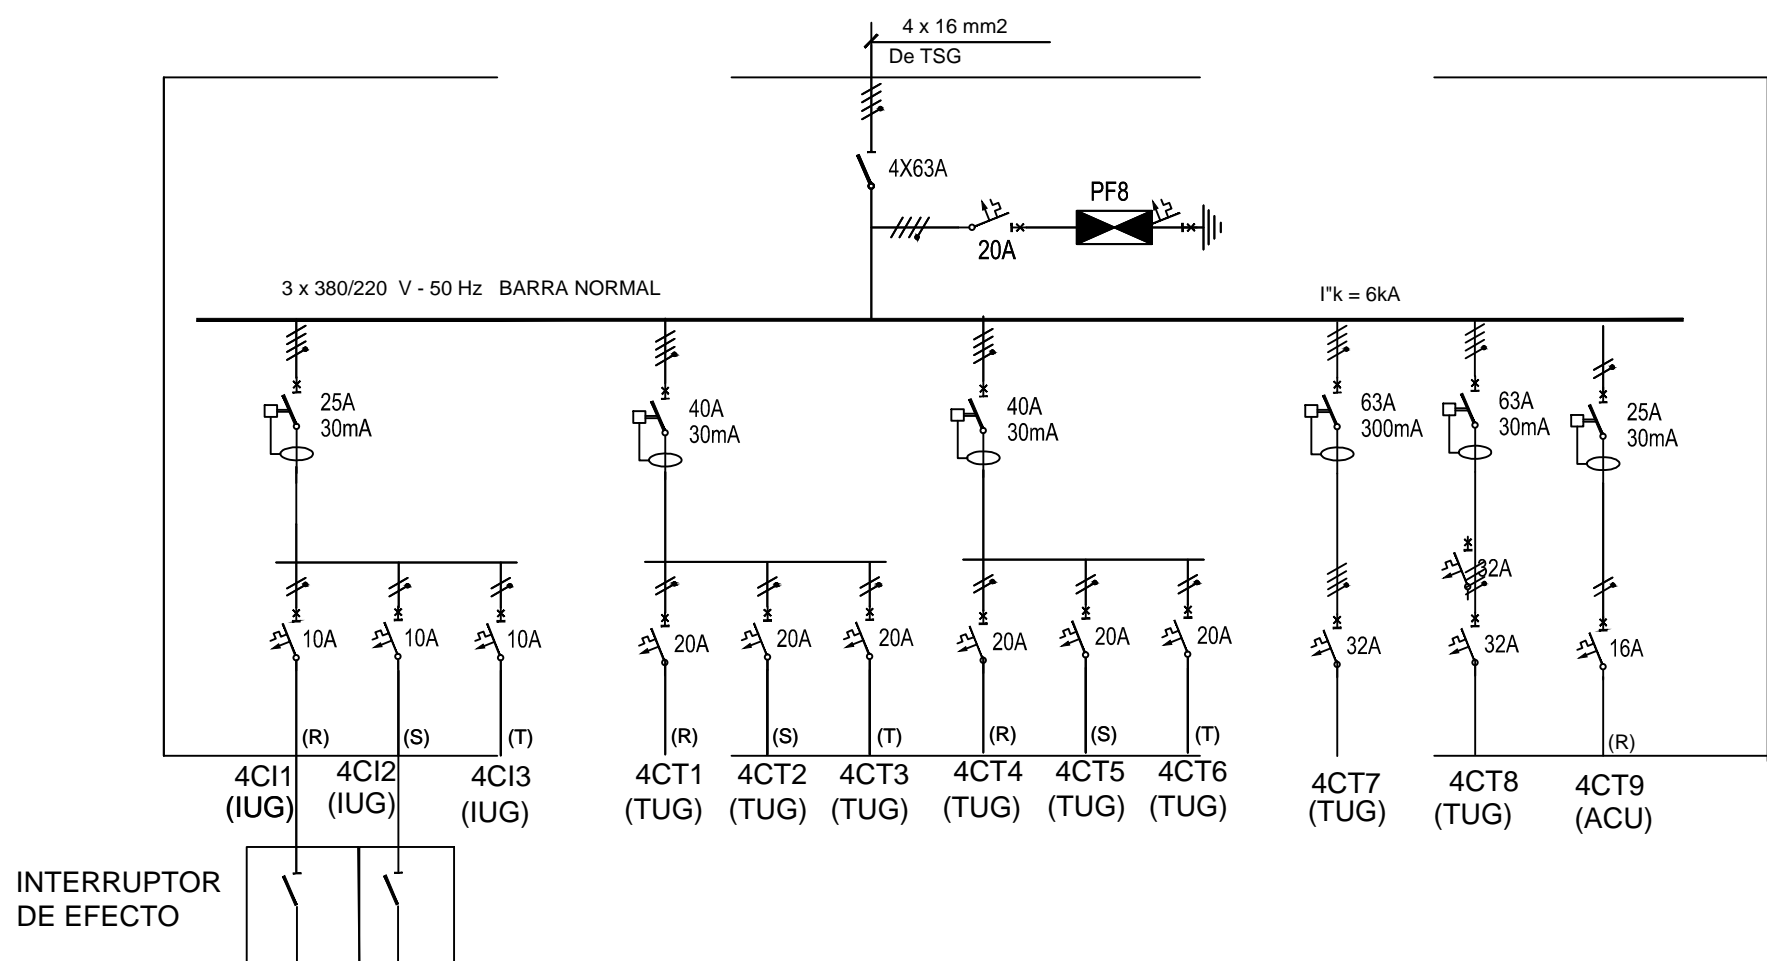 4 x 16 mm2
De TSG
4X63A
PF8
20A
3 x 380/220 V - 50 Hz BARRA NORMAL
I"k = 6kA
25A
30mA
40A
30mA
40A
30mA
63A
300mA
63A
30mA
25A
30mA
32A
10A
10A
10A
20A
20A
20A
20A
20A
20A
32A
32A
16A
(R)
(S)
(T)
(R)
(S)
(T)
(R)
(S)
(T)
(R)
4CI1
(IUG)
4CI2
(IUG)
4CI3
(IUG)
4CT1
(TUG)
4CT2
(TUG)
4CT3
(TUG)
4CT4
(TUG)
4CT5
(TUG)
4CT6
(TUG)
4CT7
(TUG)
4CT8
(TUG)
4CT9
(ACU)
INTERRUPTOR
DE EFECTO